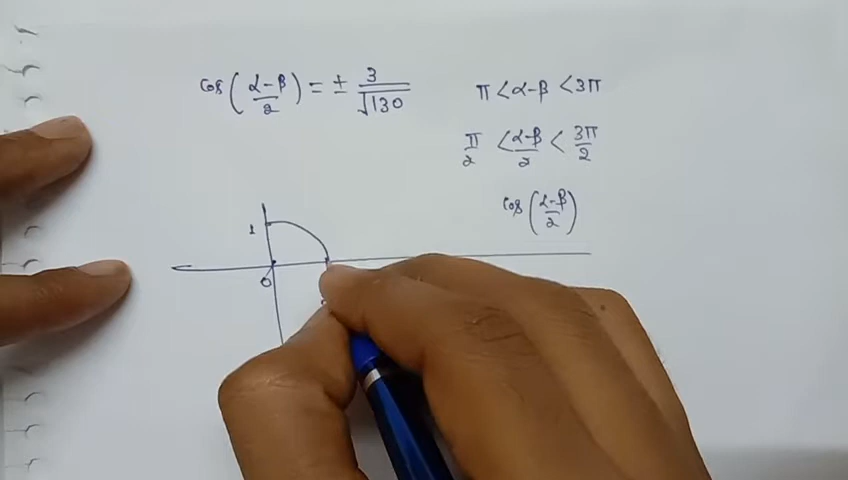 cos((α-β)/2) = ± 3/√130
π < α-β < 3π
π/2 < (α-β)/2 < 3π/2
cos((α-β)/2)
1
0